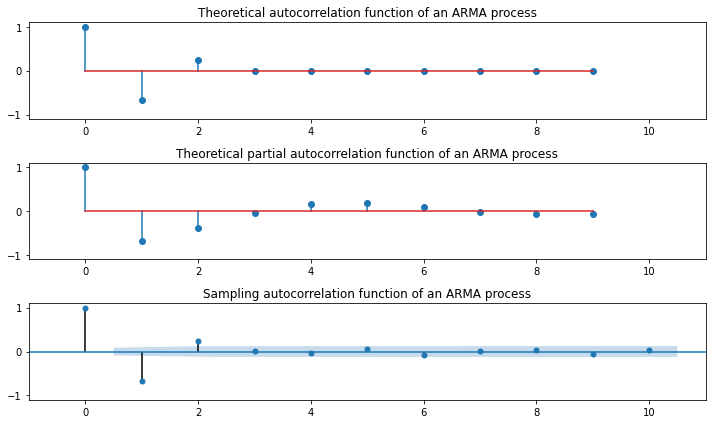 Theoretical autocorrelation function of an ARMA process
1
0
−1
0 2 4 6 8 10
Theoretical partial autocorrelation function of an ARMA process
1
0
−1
0 2 4 6 8 10
Sampling autocorrelation function of an ARMA process
1
0
−1
0 2 4 6 8 10